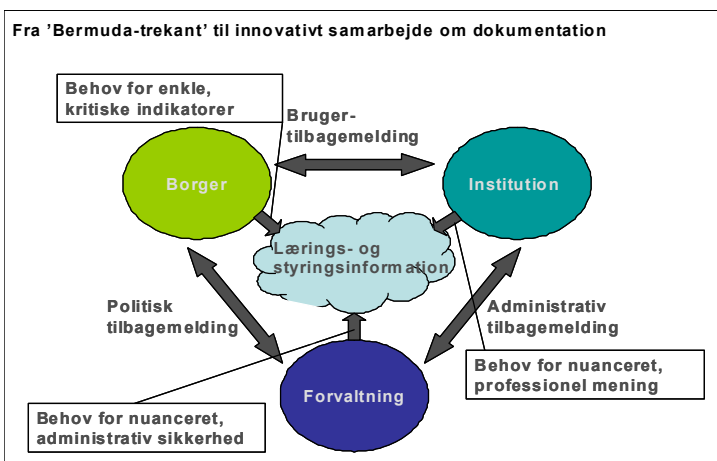 Fra 'Bermuda-trekant' til innovativt samarbejde om dokumentation
Behov for enkle,
kritiske indikatorer
Bruger-
tilbagemelding
Borger
Institution
Lærings- og
styringsinformation
Politisk
tilbagemelding
Administrativ
tilbagemelding
Behov for nuanceret,
professionel mening
Forvaltning
Behov for nuanceret,
administrativ sikkerhed